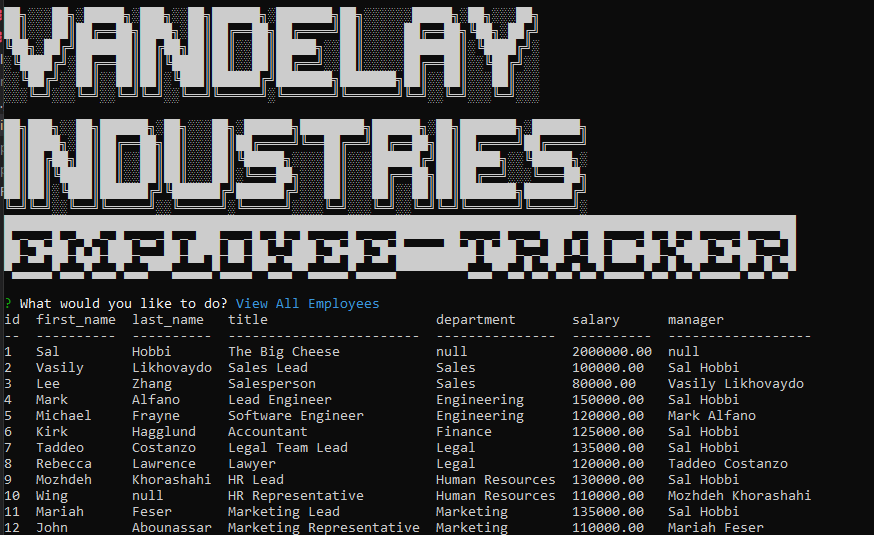 VANDELAY
INDUSTRIES
? What would you like to do? View All Employees
id first_name last_name title department salary manager
-- ---------- ---------- ------------------------ --------------- ---------- ------------------
1 Sal Hobbi The Big Cheese null 2000000.00 null
2 Vasily Likhovaydo Sales Lead Sales 100000.00 Sal Hobbi
3 Lee Zhang Salesperson Sales 80000.00 Vasily Likhovaydo
4 Mark Alfano Lead Engineer Engineering 150000.00 Sal Hobbi
5 Michael Frayne Software Engineer Engineering 120000.00 Mark Alfano
6 Kirk Hagglund Accountant Finance 125000.00 Sal Hobbi
7 Taddeo Costanzo Legal Team Lead Legal 135000.00 Sal Hobbi
8 Rebecca Lawrence Lawyer Legal 120000.00 Taddeo Costanzo
9 Mozhdeh Khorashahi HR Lead Human Resources 130000.00 Sal Hobbi
10 Wing null HR Representative Human Resources 110000.00 Mozhdeh Khorashahi
11 Mariah Feser Marketing Lead Marketing 135000.00 Sal Hobbi
12 John Abounassar Marketing Representative Marketing 110000.00 Mariah Feser